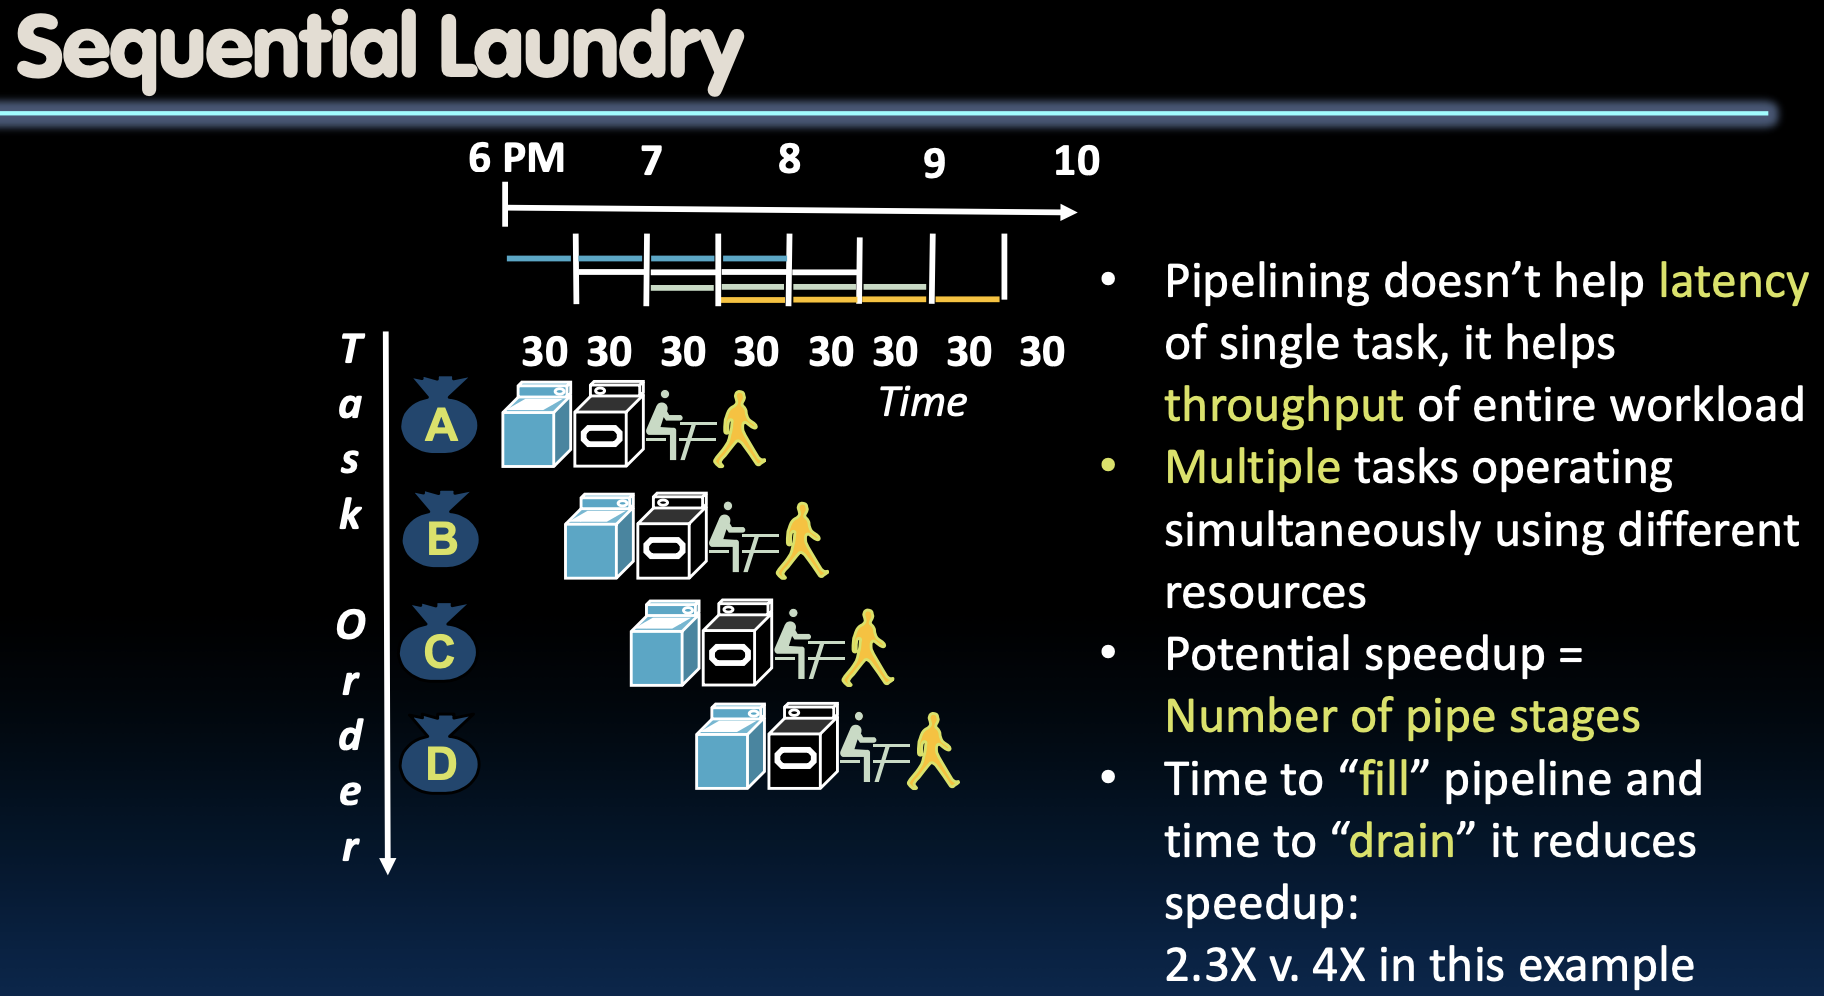 Sequential Laundry
6 PM 7 8 9 10
30 30 30 30 30 30 30 30
Time
Task Order
A
B
C
D
• Pipelining doesn’t help latency
of single task, it helps
throughput of entire workload
• Multiple tasks operating
simultaneously using different
resources
• Potential speedup =
Number of pipe stages
• Time to “fill” pipeline and
time to “drain” it reduces
speedup:
2.3X v. 4X in this example